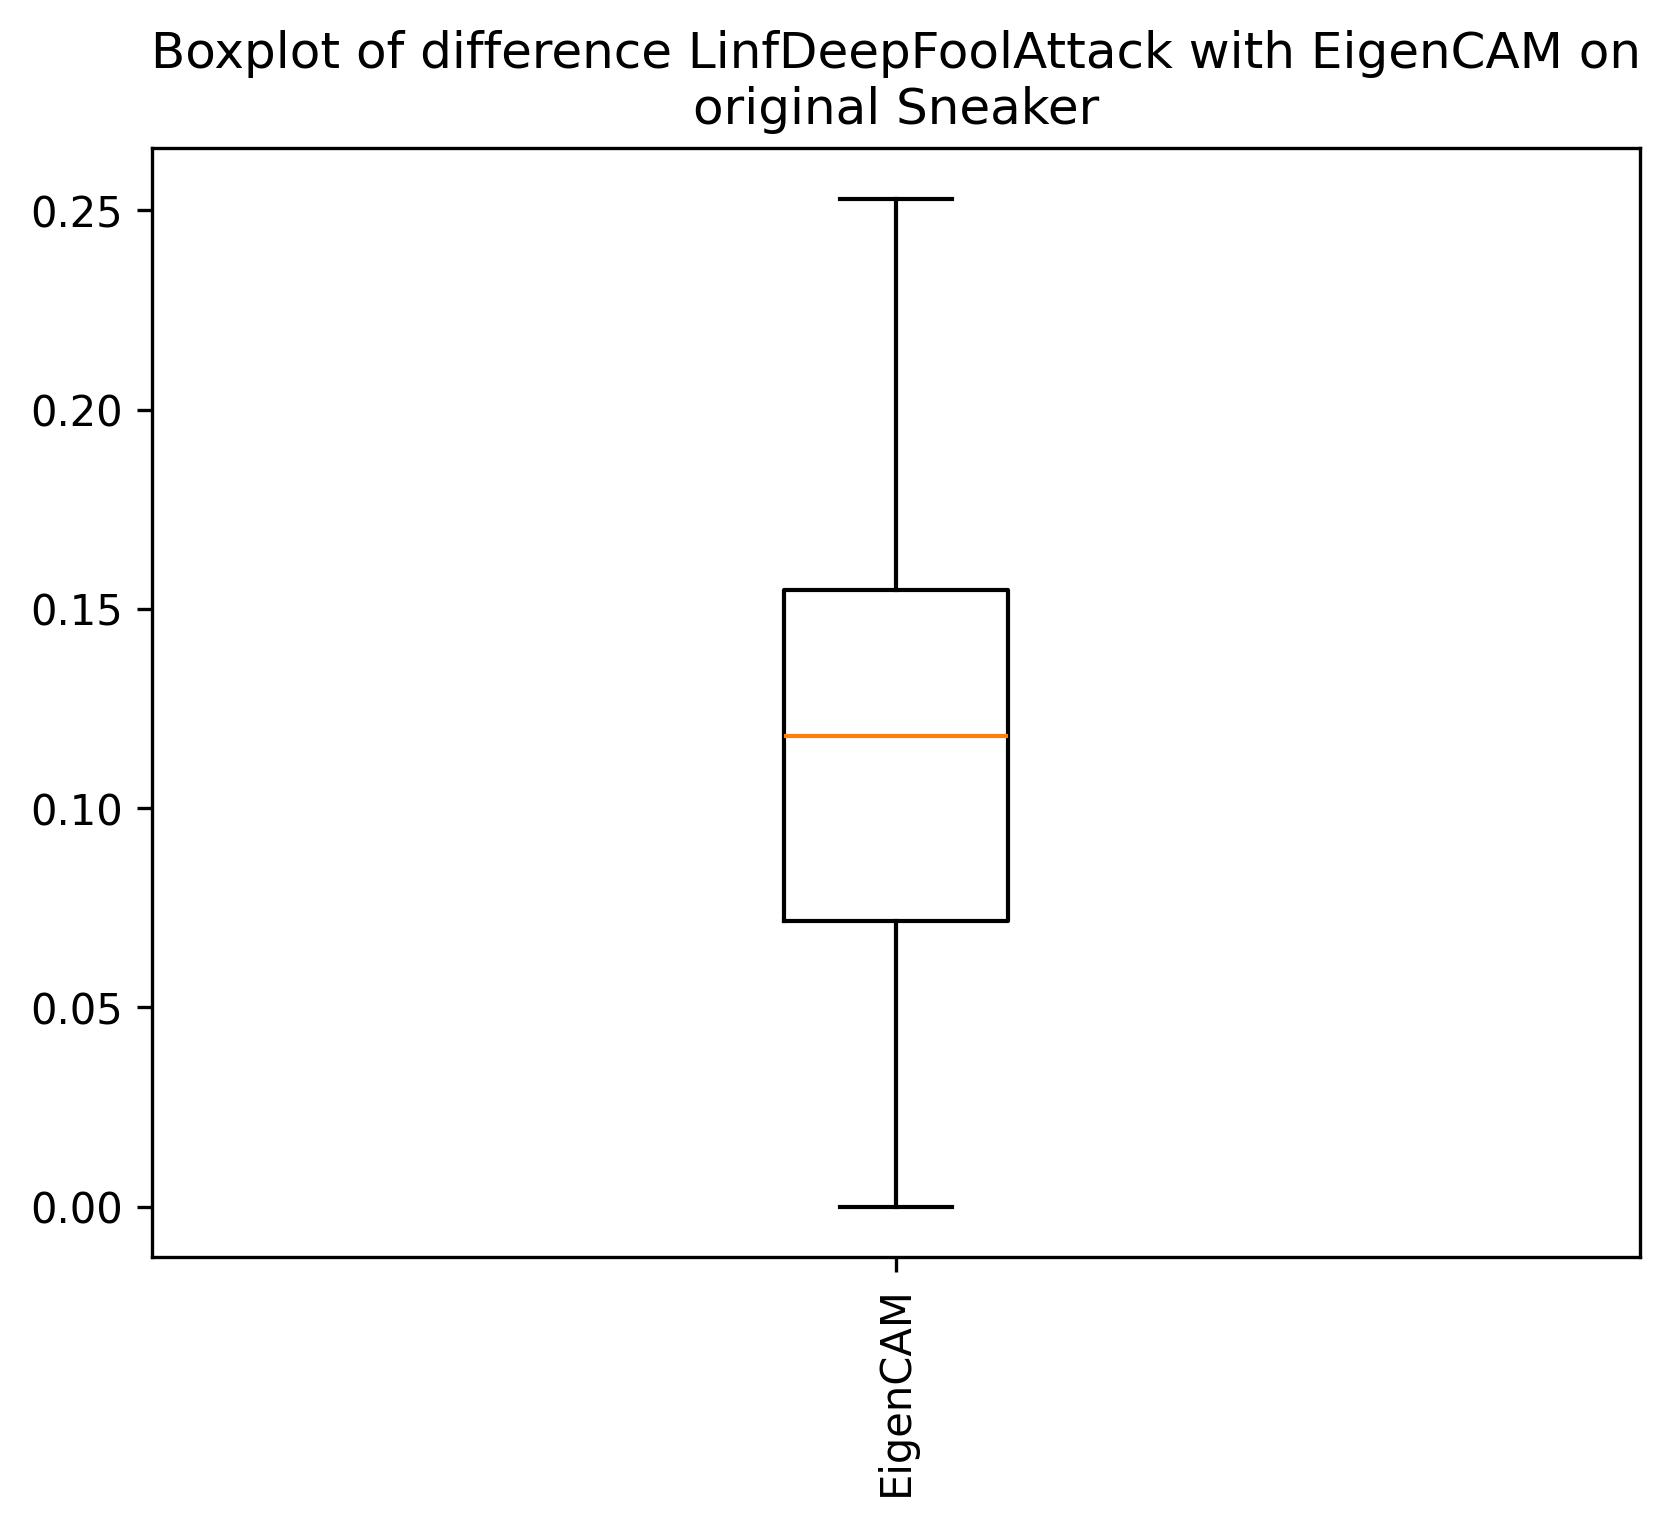 Boxplot of difference LinfDeepFoolAttack with EigenCAM on
original Sneaker
0.25
0.20
0.15
0.10
0.05
0.00
EigenCAM